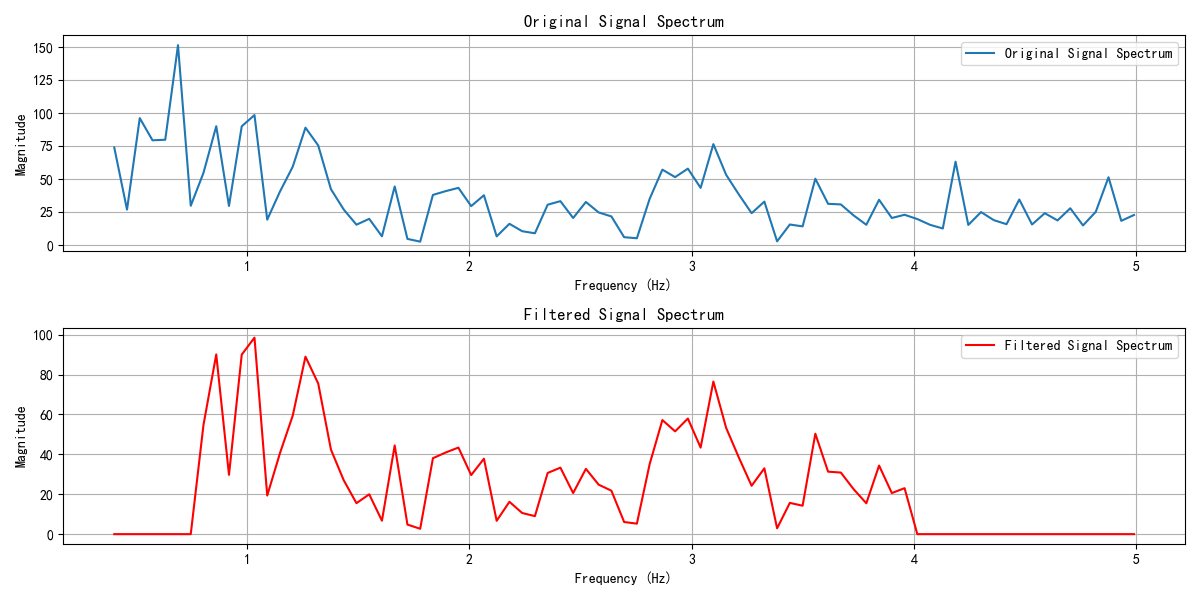 Original Signal Spectrum
Original Signal Spectrum
Magnitude
150
125
100
75
50
25
0
1
2
3
4
5
Frequency (Hz)
Filtered Signal Spectrum
Filtered Signal Spectrum
Magnitude
100
80
60
40
20
0
1
2
3
4
5
Frequency (Hz)